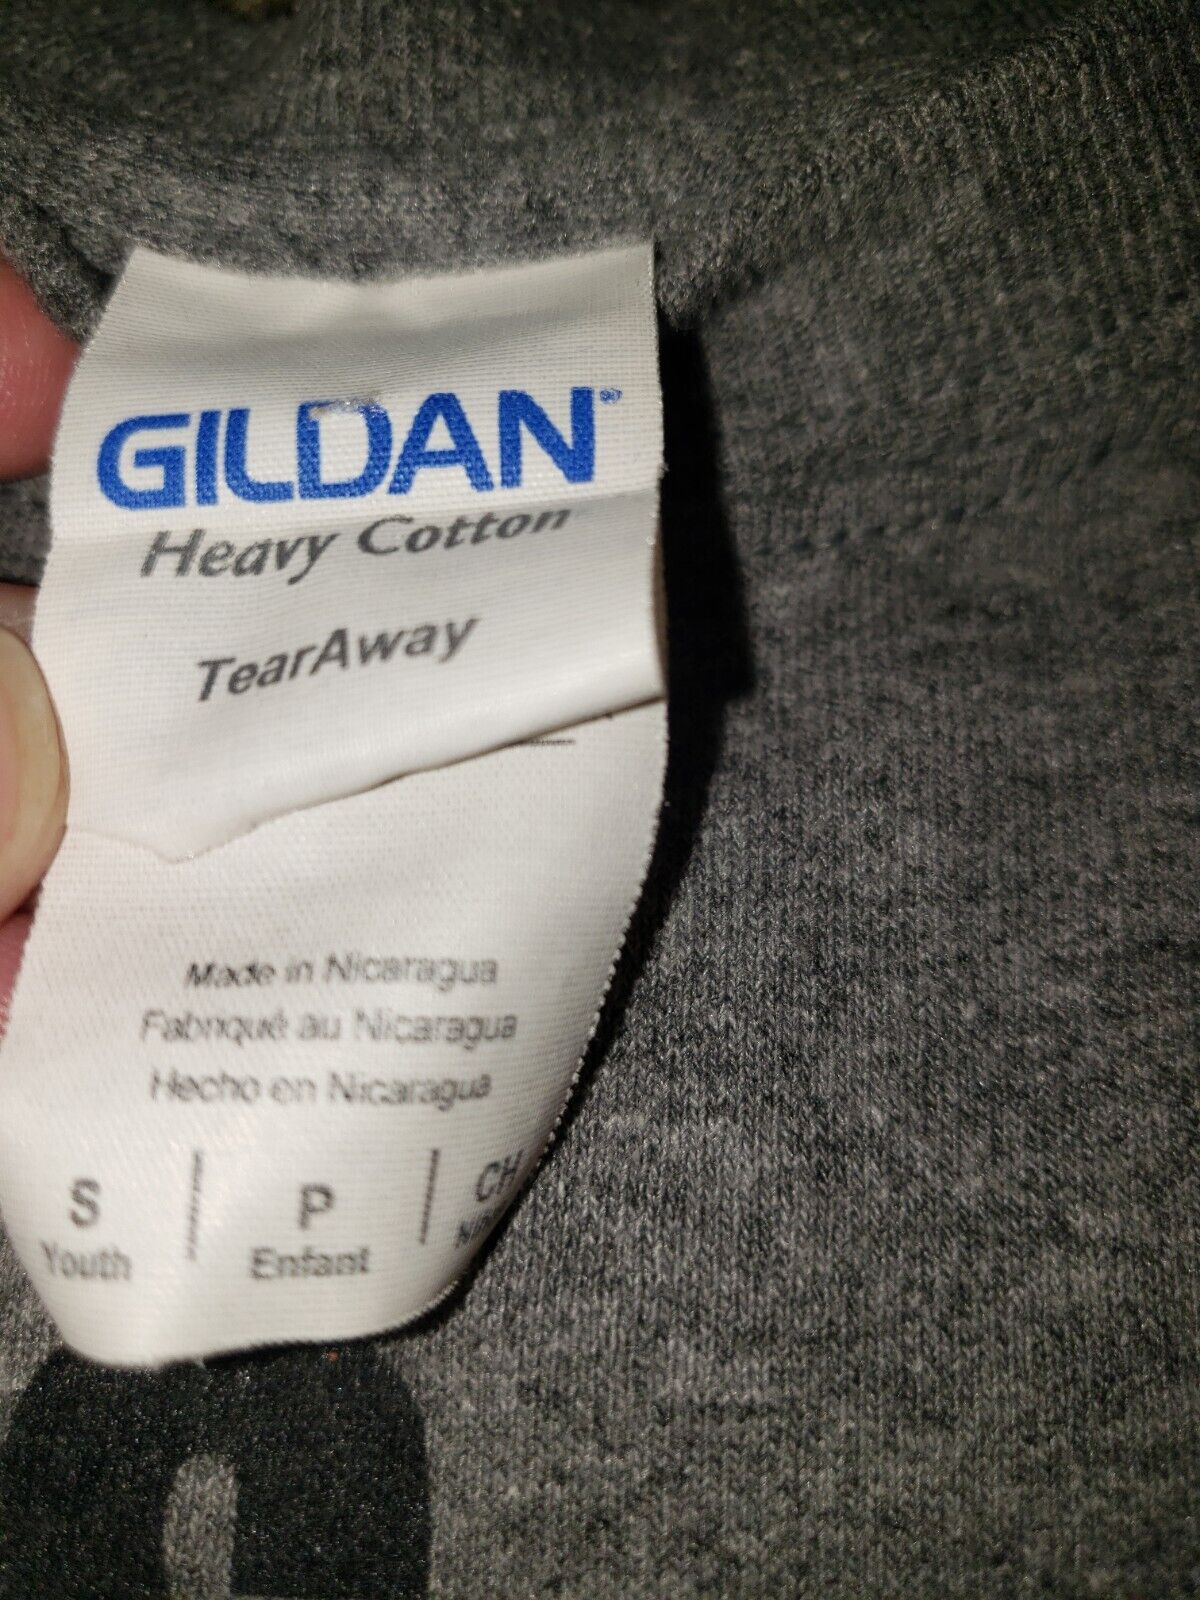 GILDAN®
Heavy Cotton
TearAway
Made in Nicaragua
Fabriqué au Nicaragua
Hecho en Nicaragua
S | P | CH
Youth Enfant